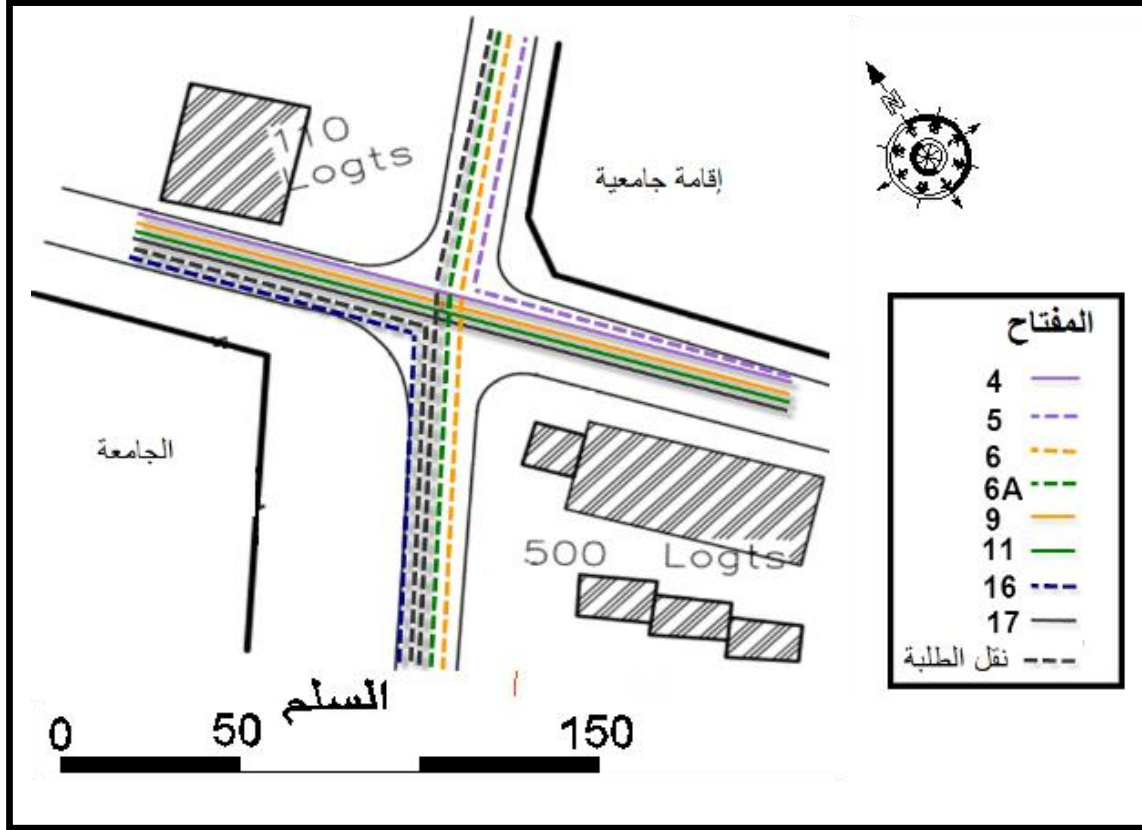 110
Logts
N
إقامة جامعية
الجامعة
500 Logts
المفتاح
4
5
6
6A
9
11
16
17
نقل الطلبة
السلم
0 50 150